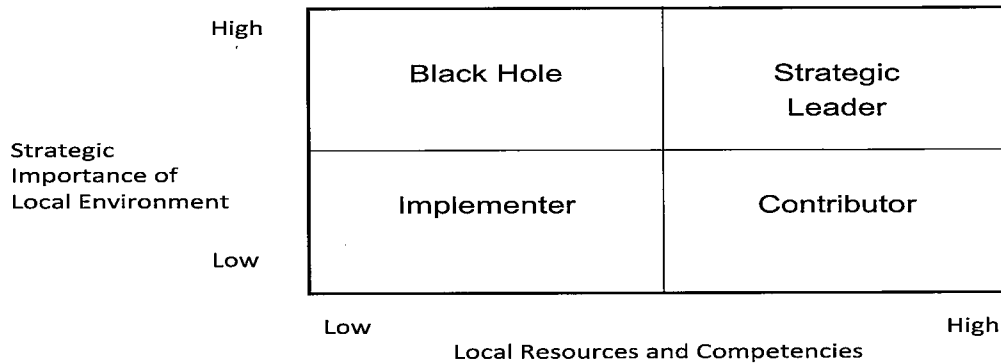 High
Black Hole
Strategic
Leader
Strategic
Importance of
Local Environment
Implementer
Contributor
Low
Low
High
Local Resources and Competencies